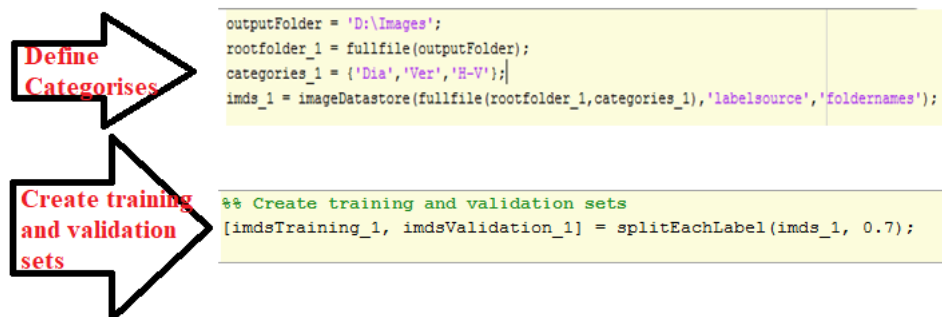 Define
Categorises
outputFolder = 'D:\Images';
rootfolder_1 = fullfile(outputFolder);
categories_1 = {'Dia','Ver','H-V'};
imds_1 = imageDatastore(fullfile(rootfolder_1,categories_1),'labelsource','foldernames');
Create training
and validation
sets
%% Create training and validation sets
[imdsTraining_1, imdsValidation_1] = splitEachLabel(imds_1, 0.7);